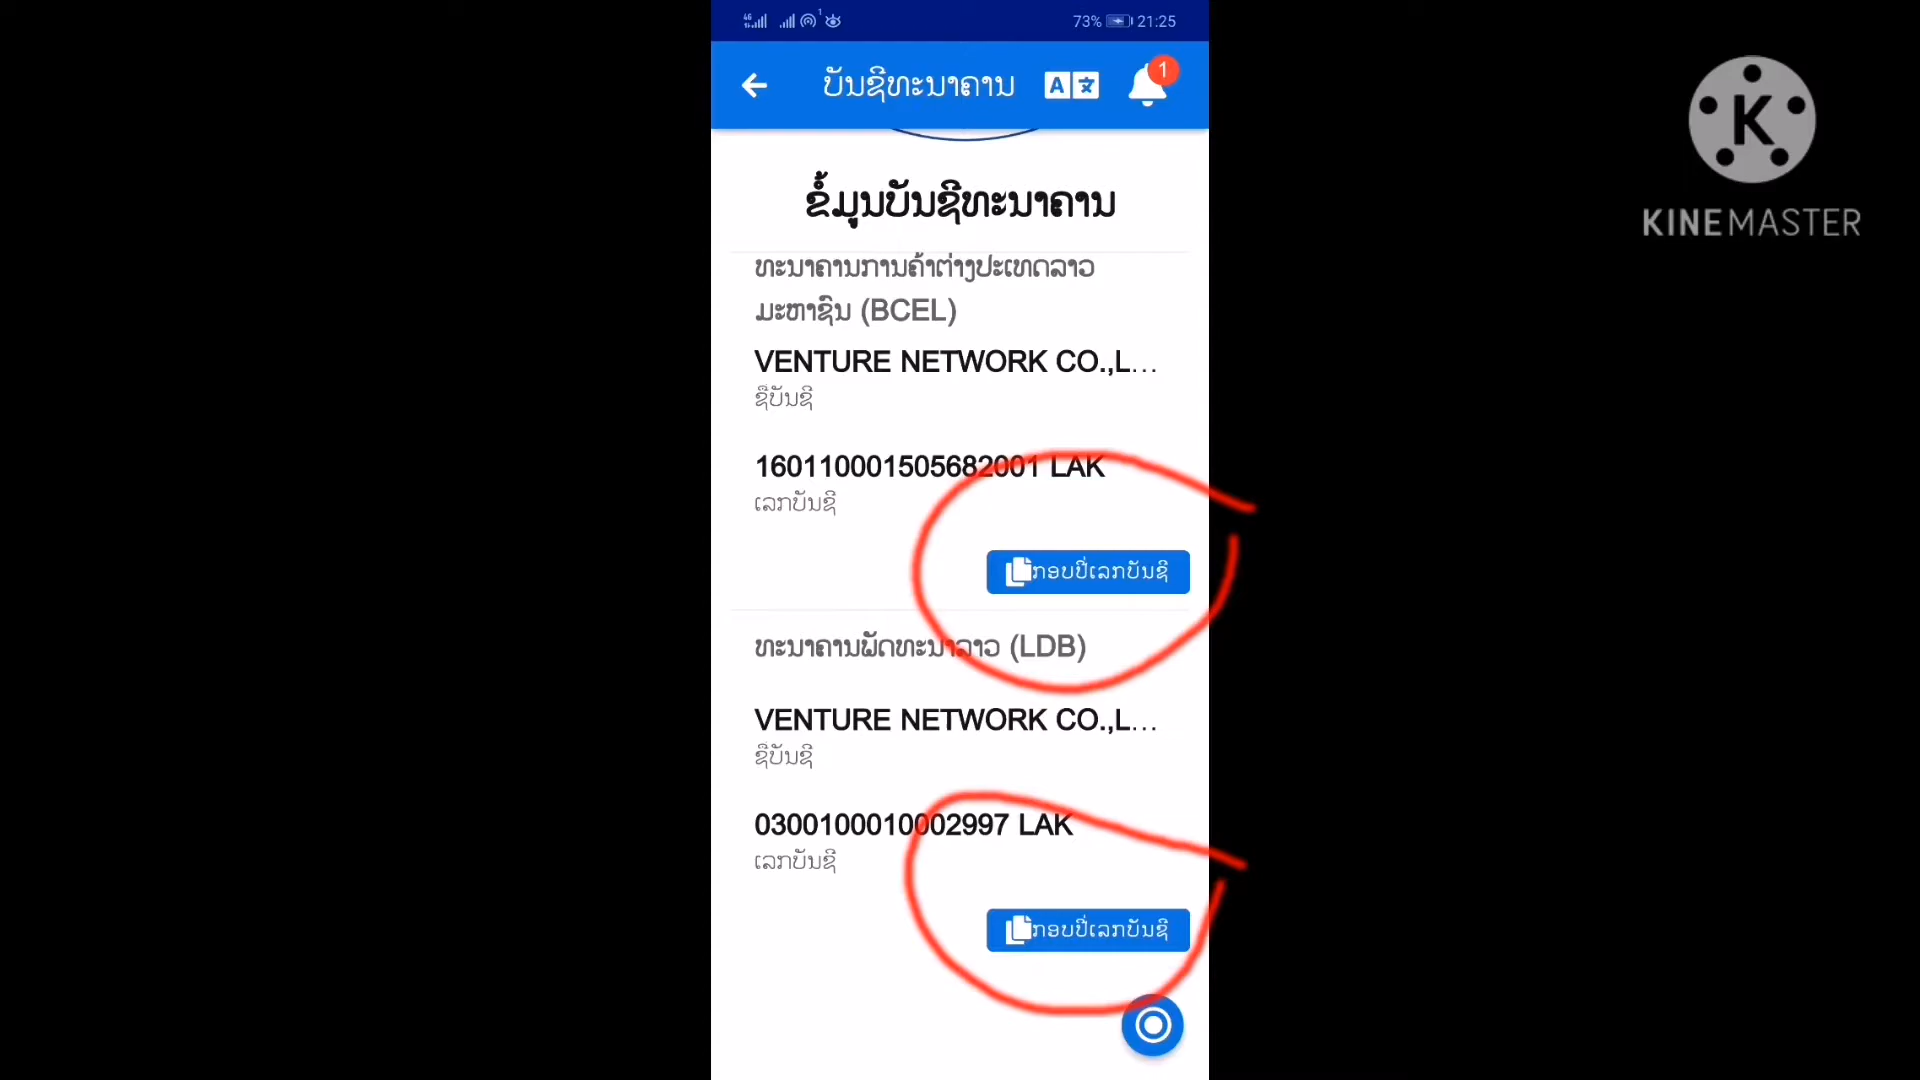 4G
1
73%
21:25
ບັນຊີທະນາຄານ
A
1
ຂໍ້ມູນບັນຊີທະນາຄານ
ທະນາຄານການຄ້າຕ່າງປະເທດລາວ
ມະຫາຊົນ (BCEL)
VENTURE NETWORK CO.,L...
ຊື່ບັນຊີ
160110001505682001 LAK
ເລກບັນຊີ
ກອບປີ່ເລກບັນຊີ
ທະນາຄານພັດທະນາລາວ (LDB)
VENTURE NETWORK CO.,L...
ຊື່ບັນຊີ
0300100010002997 LAK
ເລກບັນຊີ
ກອບປີ່ເລກບັນຊີ
K
KINEMASTER